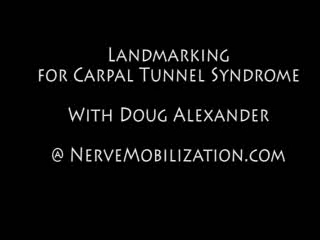 Landmarking
for Carpal Tunnel Syndrome
With Doug Alexander
@ NerveMobilization.com